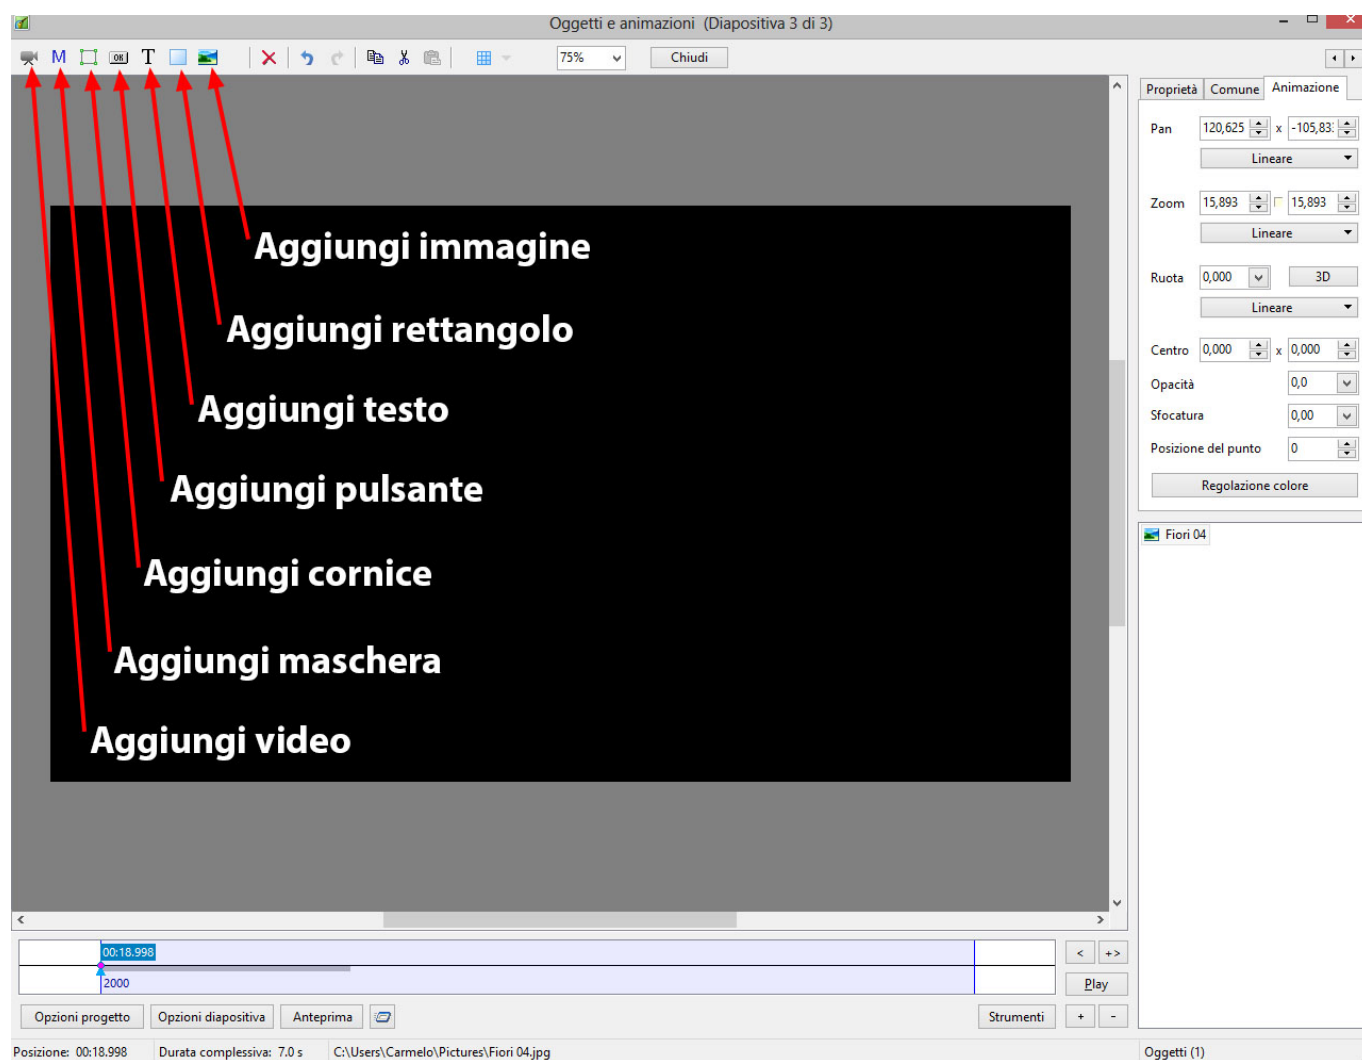 Oggetti e animazioni (Diapositiva 3 di 3)
M OK T 75% Chiudi
Proprietà Comune Animazione
Pan 120,625 x -105,83
Lineare
Zoom 15,893 15,893
Lineare
Ruota 0,000 3D
Lineare
Centro 0,000 x 0,000
Opacità 0,0
Sfocatura 0,00
Posizione del punto 0
Regolazione colore
Fiori 04
Aggiungi immagine
Aggiungi rettangolo
Aggiungi testo
Aggiungi pulsante
Aggiungi cornice
Aggiungi maschera
Aggiungi video
00:18.998
2000
< +>
Play
Opzioni progetto Opzioni diapositiva Anteprima Strumenti + -
Posizione: 00:18.998 Durata complessiva: 7.0 s C:\Users\Carmelo\Pictures\Fiori 04.jpg Oggetti (1)